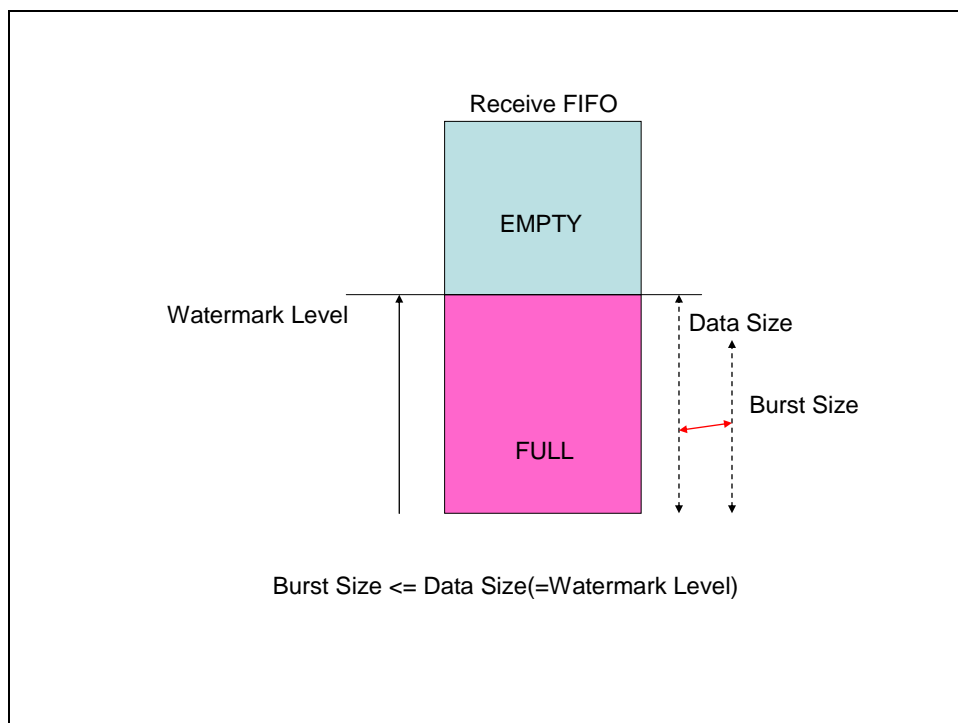 Receive FIFO
EMPTY
Watermark Level
Data Size
Burst Size
FULL
Burst Size <= Data Size(=Watermark Level)